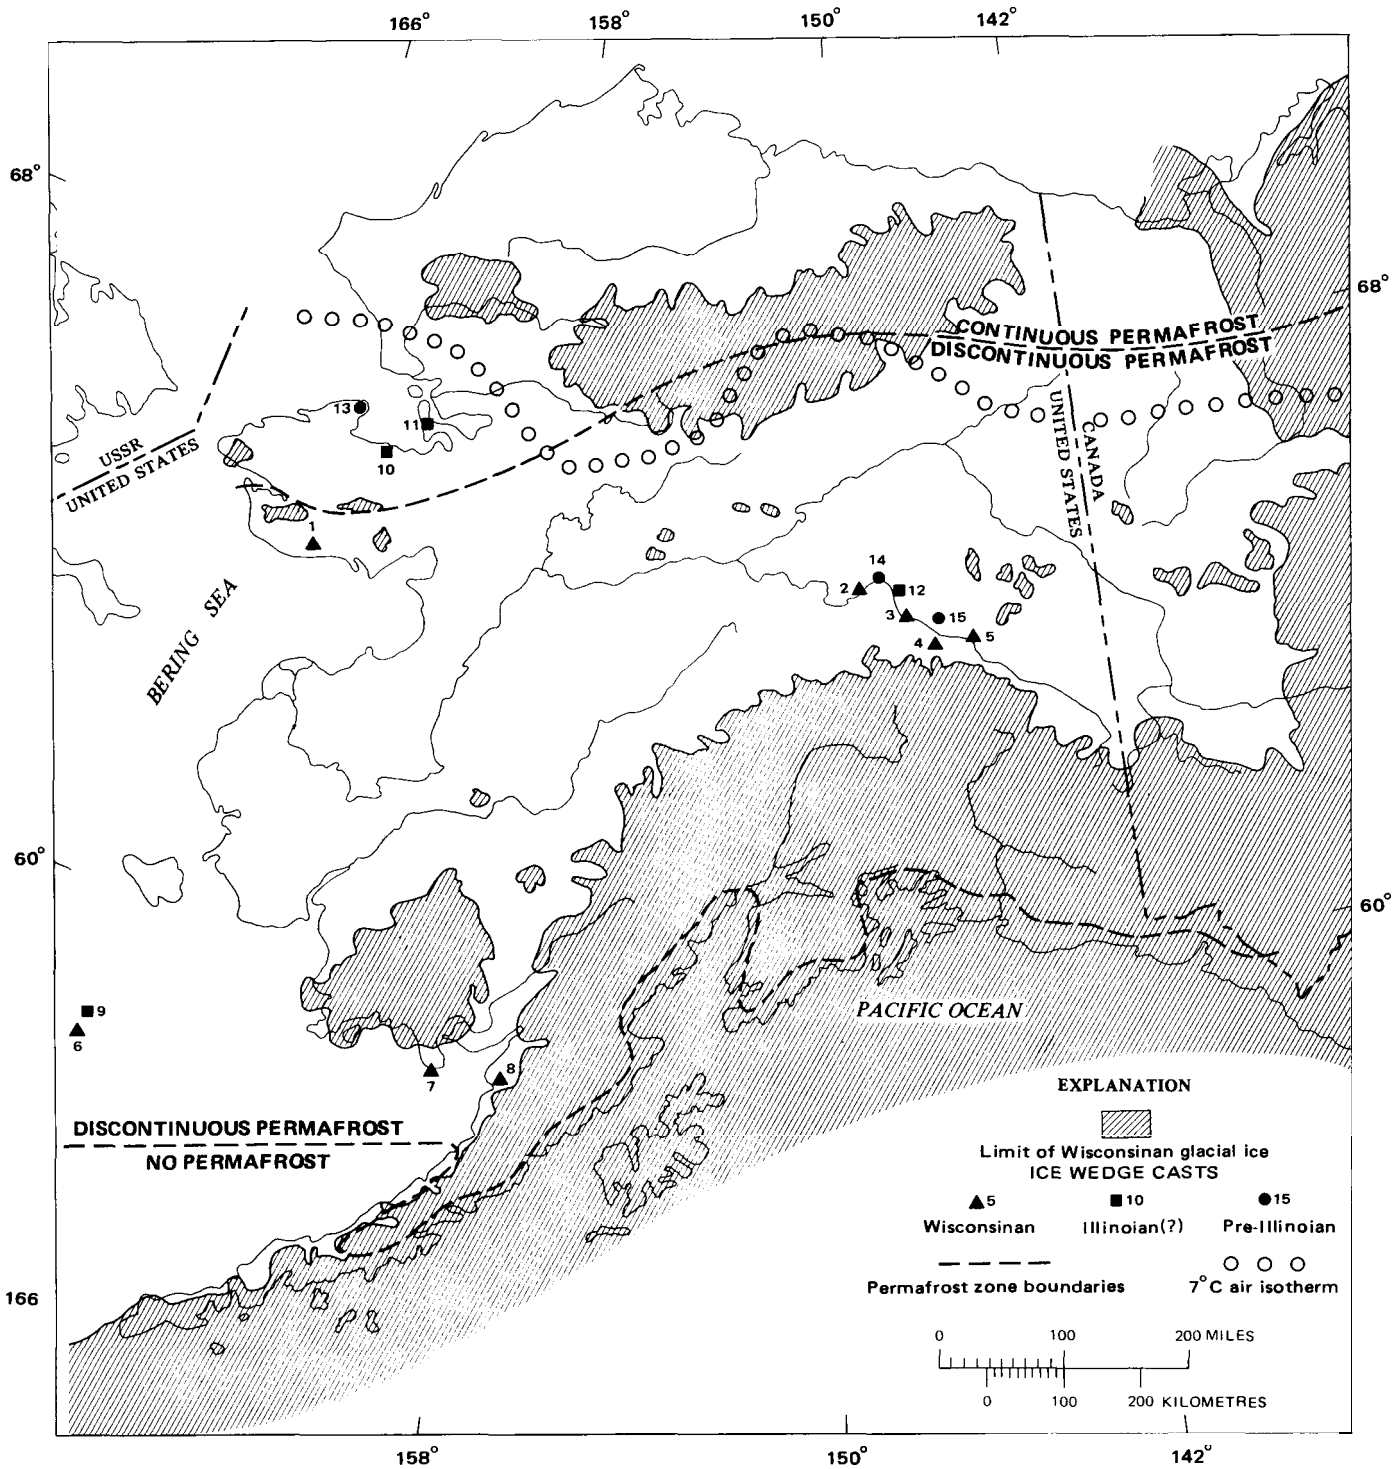 166°
158°
150°
142°
68°
68°
CONTINUOUS PERMAFROST
DISCONTINUOUS PERMAFROST
13
11
10
USSR
UNITED STATES
CANADA
UNITED STATES
1
14
2
12
3
15
4
5
BERING SEA
60°
60°
9
6
7
8
PACIFIC OCEAN
DISCONTINUOUS PERMAFROST
NO PERMAFROST
EXPLANATION
Limit of Wisconsinan glacial ice
ICE WEDGE CASTS
5
10
15
Wisconsinan
Illinoian(?)
Pre-Illinoian
Permafrost zone boundaries
7°C air isotherm
166
0 100 200 MILES
0 100 200 KILOMETRES
158°
150°
142°